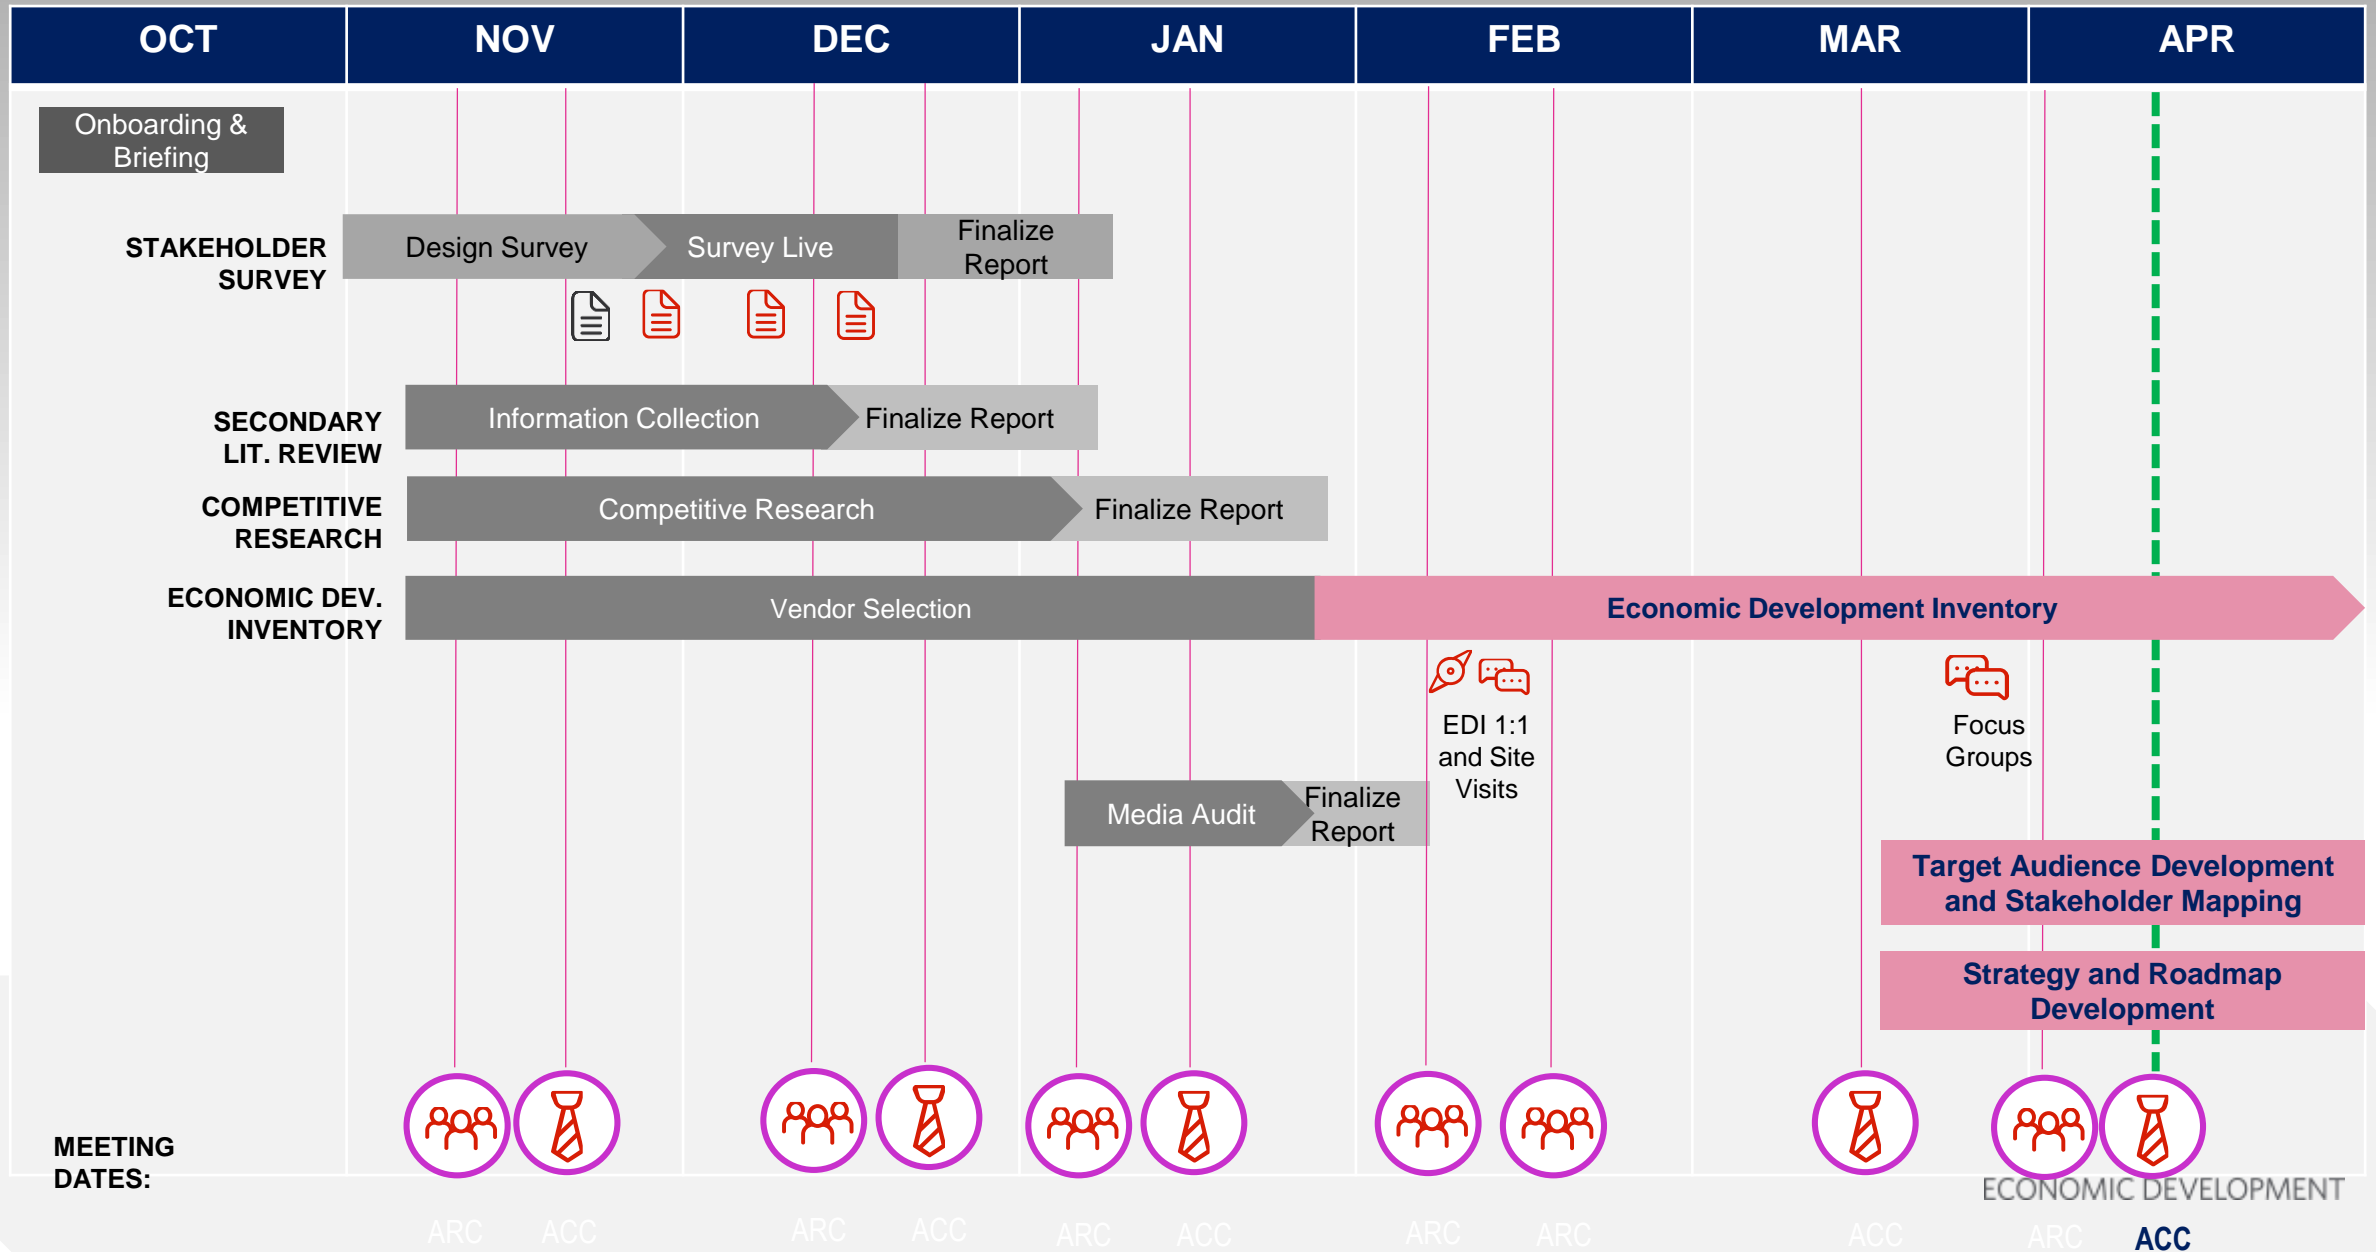 OCT
NOV
DEC
JAN
FEB
MAR
APR
Onboarding &
Briefing
STAKEHOLDER
SURVEY
Design Survey
Survey Live
Finalize
Report
SECONDARY
LIT. REVIEW
Information Collection
Finalize Report
COMPETITIVE
RESEARCH
Competitive Research
Finalize Report
ECONOMIC DEV.
INVENTORY
Vendor Selection
Economic Development Inventory
EDI 1:1
and Site
Visits
Focus
Groups
Media Audit
Finalize
Report
Target Audience Development
and Stakeholder Mapping
Strategy and Roadmap
Development
MEETING
DATES:
ECONOMIC DEVELOPMENT
ARC
ACC
ARC
ACC
ARC
ACC
ARC
ARC
ACC
ARC
ACC